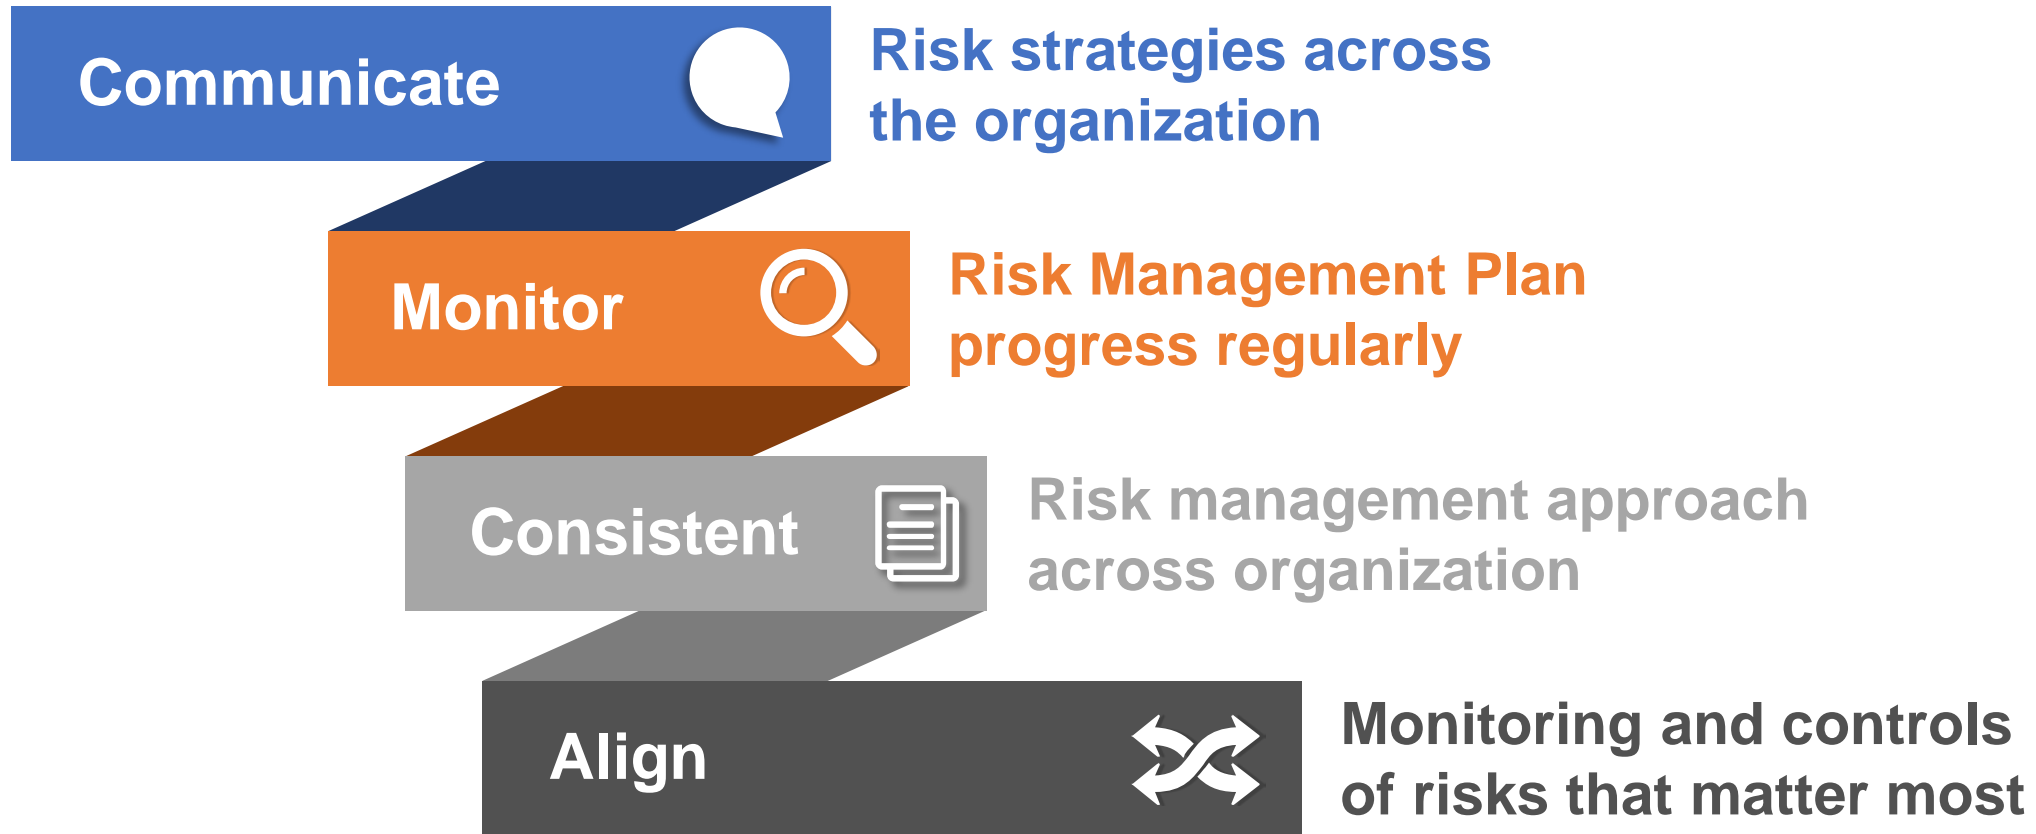 Communicate
Risk strategies across
the organization
Monitor
Risk Management Plan
progress regularly
Consistent
Risk management approach
across organization
Align
Monitoring and controls
of risks that matter most